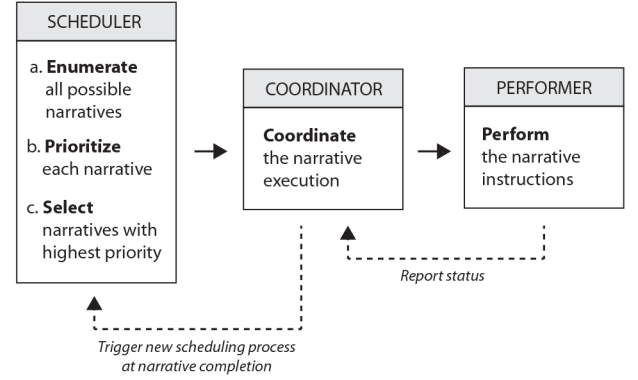 SCHEDULER
a. Enumerate
all possible
narratives
b. Prioritize
each narrative
c. Select
narratives with
highest priority
COORDINATOR
Coordinate
the narrative
execution
PERFORMER
Perform
the narrative
instructions
Report status
Trigger new scheduling process
at narrative completion